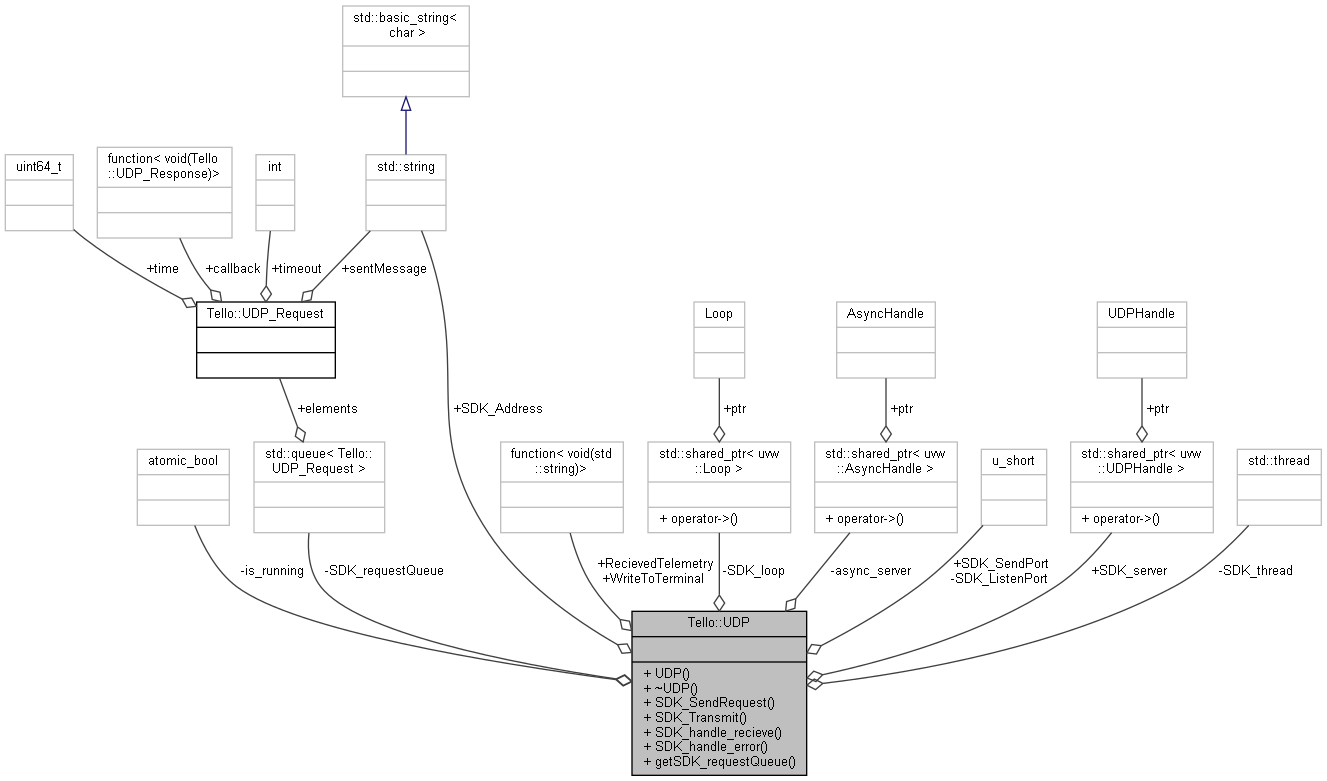 std::basic_string<
char >
uint64_t
function< void(Tello
::UDP_Response)>
int
std::string
+time
+callback
+timeout
+sentMessage
Tello::UDP_Request
Loop
AsyncHandle
UDPHandle
+elements
+SDK_Address
+ptr
+ptr
+ptr
atomic_bool
std::queue< Tello::
UDP_Request >
function< void(std
::string)>
std::shared_ptr< uvw
::Loop >
+ operator->()
std::shared_ptr< uvw
::AsyncHandle >
+ operator->()
u_short
std::shared_ptr< uvw
::UDPHandle >
+ operator->()
std::thread
-is_running
-SDK_requestQueue
+RecievedTelemetry
+WriteToTerminal
-SDK_loop
-async_server
+SDK_SendPort
-SDK_ListenPort
+SDK_server
-SDK_thread
Tello::UDP
+ UDP()
+ ~UDP()
+ SDK_SendRequest()
+ SDK_Transmit()
+ SDK_handle_recieve()
+ SDK_handle_error()
+ getSDK_requestQueue()